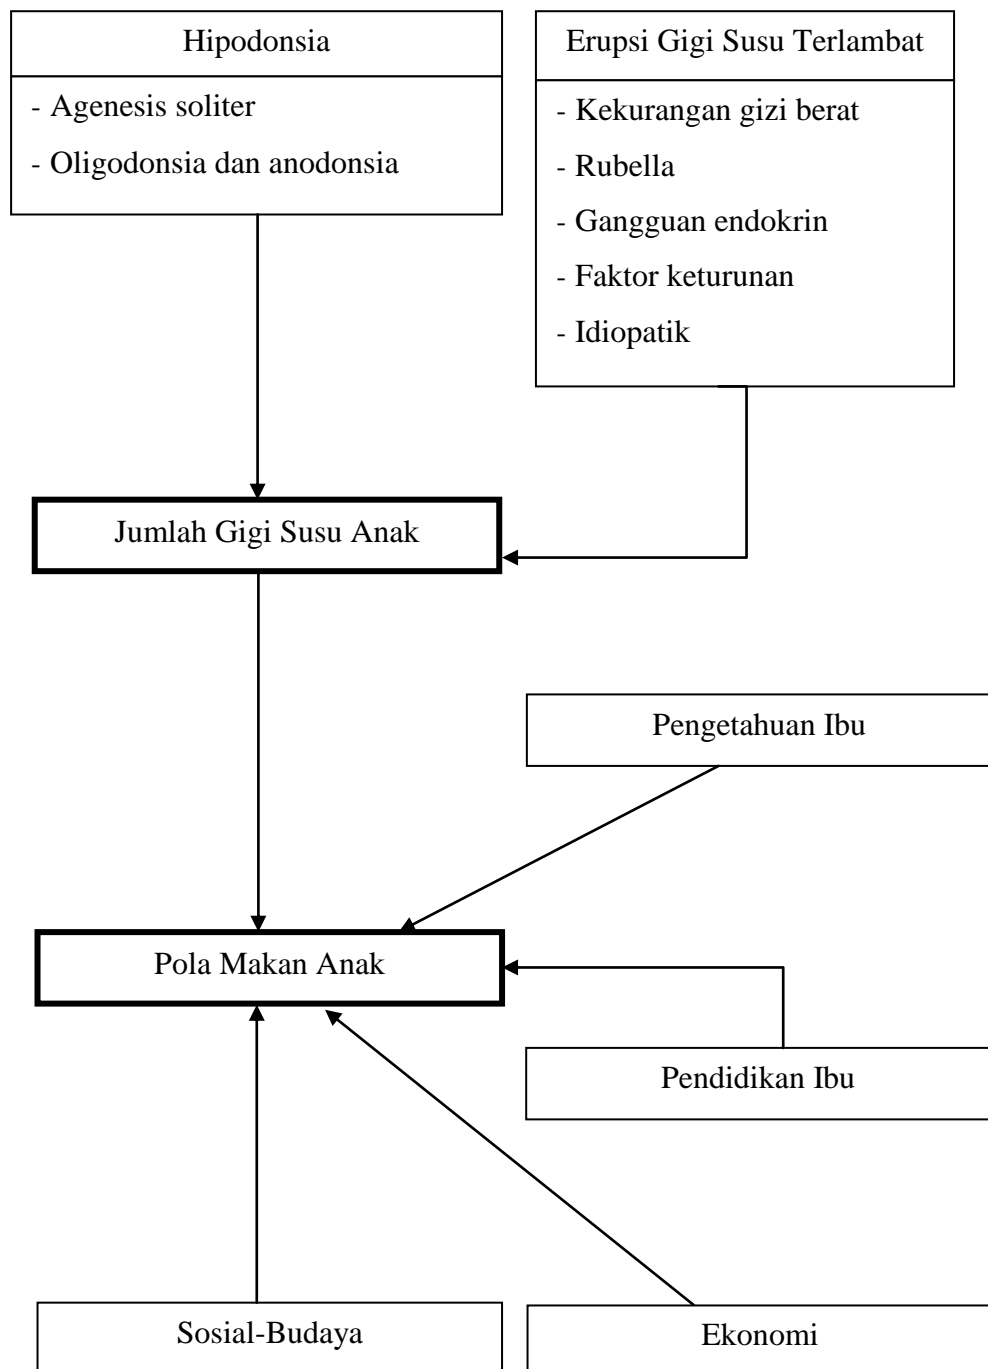 Hipodonsia
- Agenesis soliter
- Oligodonsia dan anodonsia
Erupsi Gigi Susu Terlambat
- Kekurangan gizi berat
- Rubella
- Gangguan endokrin
- Faktor keturunan
- Idiopatik
Jumlah Gigi Susu Anak
Pengetahuan Ibu
Pola Makan Anak
Pendidikan Ibu
Sosial-Budaya
Ekonomi